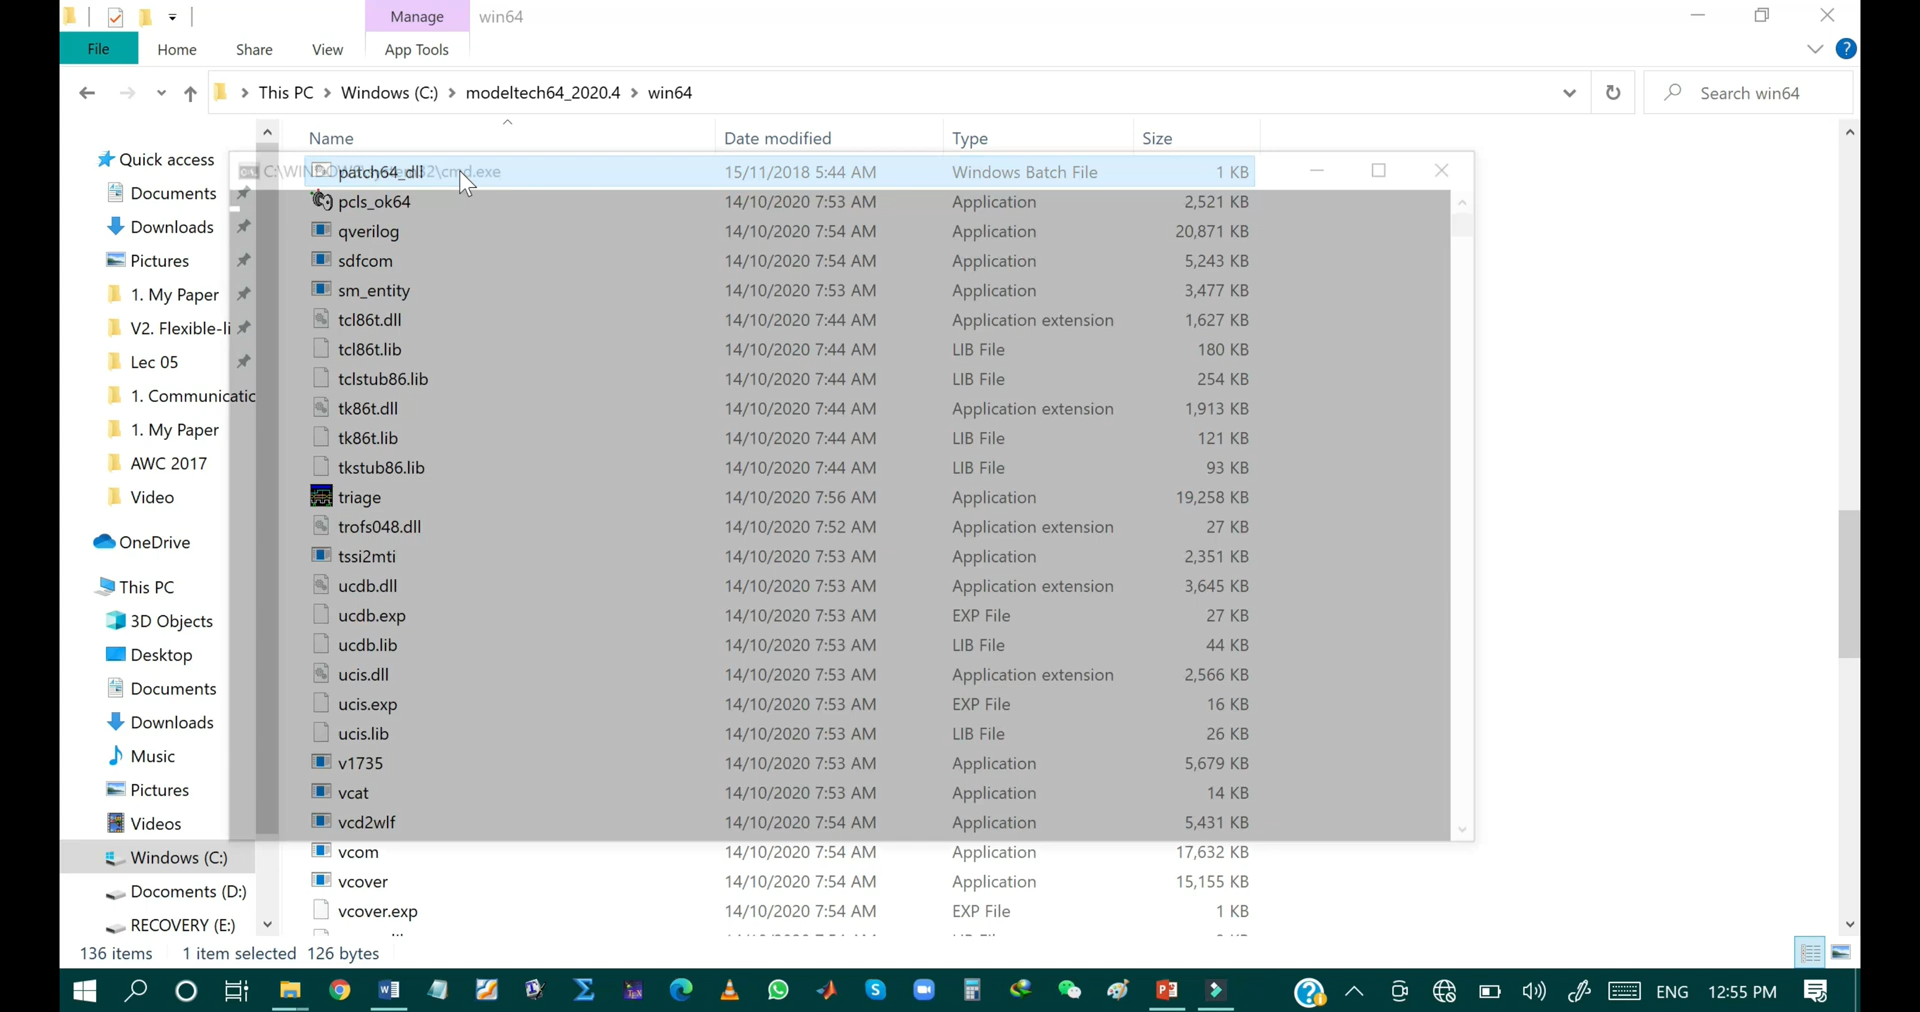 Manage win64
File Home Share View App Tools
This PC > Windows (C:) > modeltech64_2020.4 > win64 Search win64
Name Date modified Type Size
Quick access
Documents
Downloads
Pictures
1. My Paper
V2. Flexible-li
Lec 05
1. Communicatic
1. My Paper
AWC 2017
Video
OneDrive
This PC
3D Objects
Desktop
Documents
Downloads
Music
Pictures
Videos
Windows (C:)
Docoments (D:)
RECOVERY (E:)
C:\WINDOWS\system32\cmd.exe
patch64_dll 15/11/2018 5:44 AM Windows Batch File 1 KB
pcls_ok64 14/10/2020 7:53 AM Application 2,521 KB
qverilog 14/10/2020 7:54 AM Application 20,871 KB
sdfcom 14/10/2020 7:54 AM Application 5,243 KB
sm_entity 14/10/2020 7:53 AM Application 3,477 KB
tcl86t.dll 14/10/2020 7:44 AM Application extension 1,627 KB
tcl86t.lib 14/10/2020 7:44 AM LIB File 180 KB
tclstub86.lib 14/10/2020 7:44 AM LIB File 254 KB
tk86t.dll 14/10/2020 7:44 AM Application extension 1,913 KB
tk86t.lib 14/10/2020 7:44 AM LIB File 121 KB
tkstub86.lib 14/10/2020 7:44 AM LIB File 93 KB
triage 14/10/2020 7:56 AM Application 19,258 KB
trofs048.dll 14/10/2020 7:52 AM Application extension 27 KB
tssi2mti 14/10/2020 7:53 AM Application 2,351 KB
ucdb.dll 14/10/2020 7:53 AM Application extension 3,645 KB
ucdb.exp 14/10/2020 7:53 AM EXP File 27 KB
ucdb.lib 14/10/2020 7:53 AM LIB File 44 KB
ucis.dll 14/10/2020 7:53 AM Application extension 2,566 KB
ucis.exp 14/10/2020 7:53 AM EXP File 16 KB
ucis.lib 14/10/2020 7:53 AM LIB File 26 KB
v1735 14/10/2020 7:53 AM Application 5,679 KB
vcat 14/10/2020 7:53 AM Application 14 KB
vcd2wlf 14/10/2020 7:54 AM Application 5,431 KB
vcom 14/10/2020 7:54 AM Application 17,632 KB
vcover 14/10/2020 7:54 AM Application 15,155 KB
vcover.exp 14/10/2020 7:54 AM EXP File 1 KB
136 items 1 item selected 126 bytes
ENG 12:55 PM